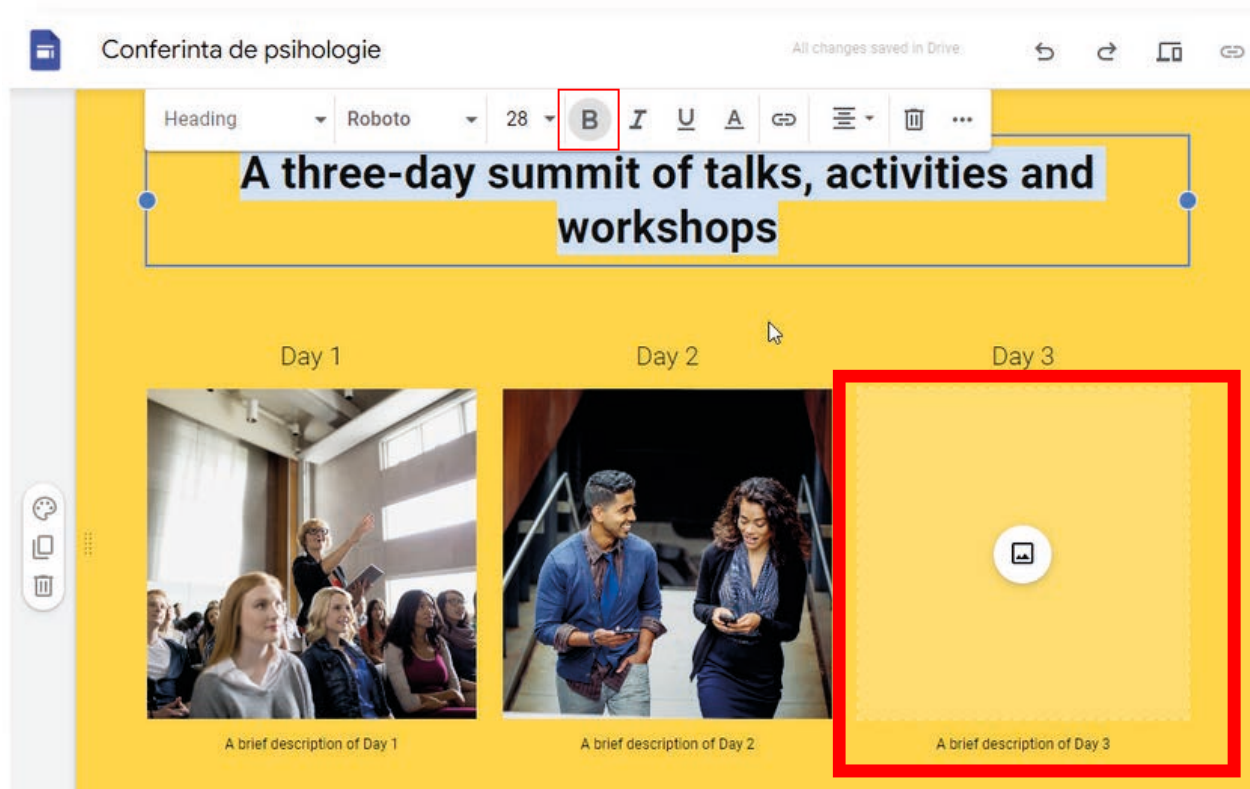 Conferinta de psihologie
All changes saved in Drive
Heading Roboto 28 B I U A
A three-day summit of talks, activities and
workshops
Day 1 Day 2 Day 3
A brief description of Day 1 A brief description of Day 2 A brief description of Day 3